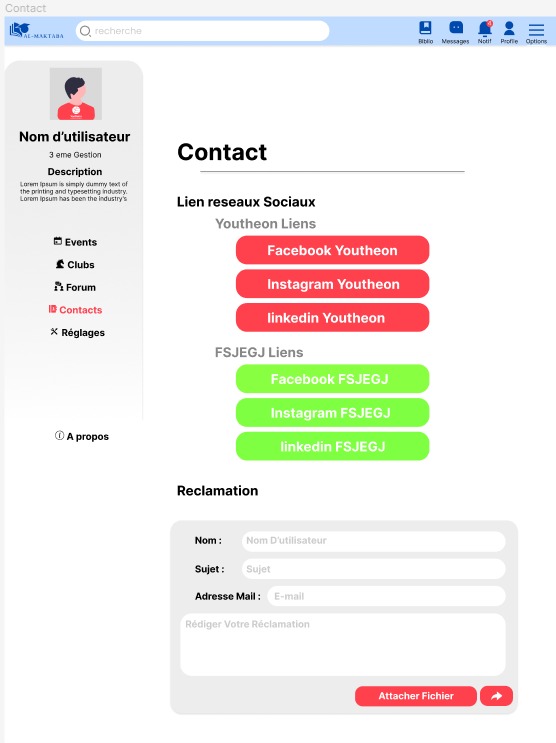 Contact
AL-MAKTABA
recherche
Biblio
Messages
Notif
Profile
Options
Nom d'utilisateur
3 eme Gestion
Description
Lorem Ipsum is simply dummy text of
the printing and typesetting industry.
Lorem Ipsum has been the industry's
Events
Clubs
Forum
Contacts
Réglages
A propos
Contact
Lien reseaux Sociaux
Youtheon Liens
Facebook Youtheon
Instagram Youtheon
linkedin Youtheon
FSJEGJ Liens
Facebook FSJEGJ
Instagram FSJEGJ
linkedin FSJEGJ
Reclamation
Nom :
Nom D'utilisateur
Sujet :
Sujet
Adresse Mail :
E-mail
Rédiger Votre Réclamation
Attacher Fichier